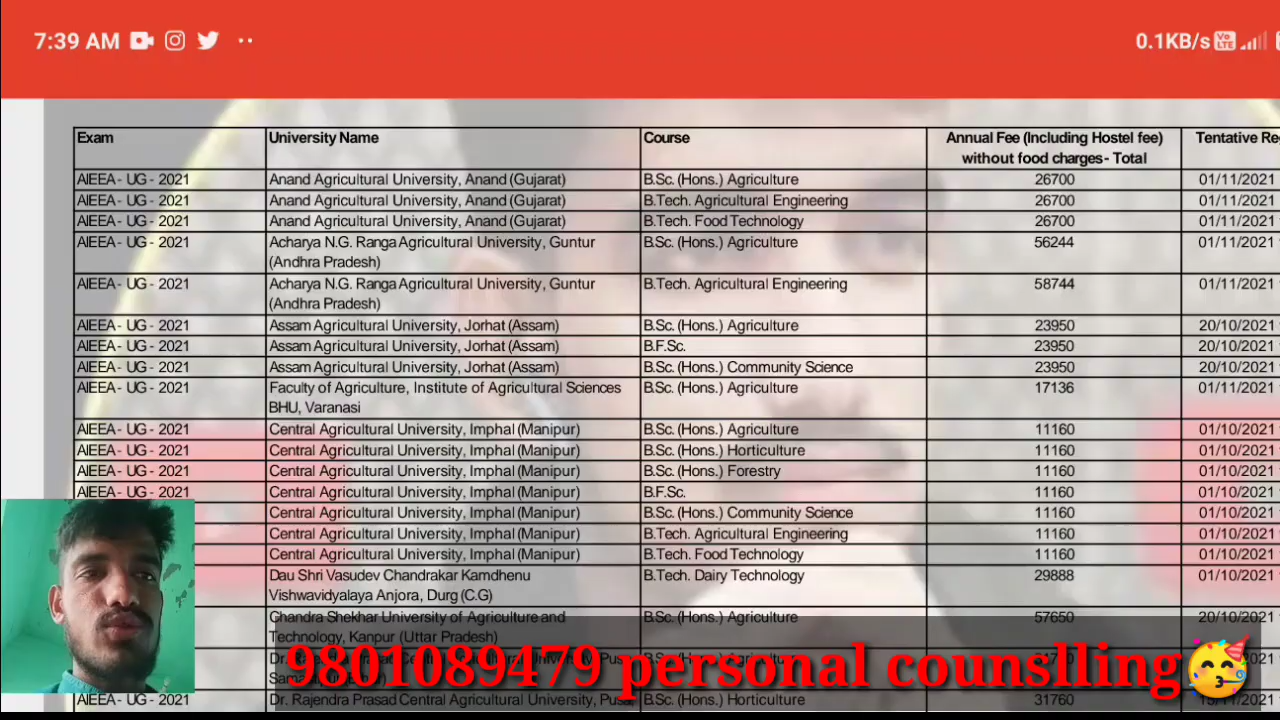 7:39 AM
0.1KB/s Vo LTE
Exam University Name Course Annual Fee (Including Hostel fee) Tentative Re
without food charges- Total
AIEEA - UG - 2021 Anand Agricultural University, Anand (Gujarat) B.Sc. (Hons.) Agriculture 26700 01/11/2021
AIEEA - UG - 2021 Anand Agricultural University, Anand (Gujarat) B.Tech. Agricultural Engineering 26700 01/11/2021
AIEEA - UG - 2021 Anand Agricultural University, Anand (Gujarat) B.Tech. Food Technology 26700 01/11/2021
AIEEA - UG - 2021 Acharya N.G. Ranga Agricultural University, Guntur B.Sc. (Hons.) Agriculture 56244 01/11/2021
(Andhra Pradesh)
AIEEA - UG - 2021 Acharya N.G. Ranga Agricultural University, Guntur B.Tech. Agricultural Engineering 58744 01/11/2021
(Andhra Pradesh)
AIEEA - UG - 2021 Assam Agricultural University, Jorhat (Assam) B.Sc. (Hons.) Agriculture 23950 20/10/2021
AIEEA - UG - 2021 Assam Agricultural University, Jorhat (Assam) B.F.Sc. 23950 20/10/2021
AIEEA - UG - 2021 Assam Agricultural University, Jorhat (Assam) B.Sc. (Hons.) Community Science 23950 20/10/2021
AIEEA - UG - 2021 Faculty of Agriculture, Institute of Agricultural Sciences B.Sc. (Hons.) Agriculture 17136 01/11/2021
BHU, Varanasi
AIEEA - UG - 2021 Central Agricultural University, Imphal (Manipur) B.Sc. (Hons.) Agriculture 11160 01/10/2021
AIEEA - UG - 2021 Central Agricultural University, Imphal (Manipur) B.Sc. (Hons.) Horticulture 11160 01/10/2021
AIEEA - UG - 2021 Central Agricultural University, Imphal (Manipur) B.Sc. (Hons.) Forestry 11160 01/10/2021
AIEEA - UG - 2021 Central Agricultural University, Imphal (Manipur) B.F.Sc. 11160 01/10/2021
Central Agricultural University, Imphal (Manipur) B.Sc. (Hons.) Community Science 11160 01/10/2021
Central Agricultural University, Imphal (Manipur) B.Tech. Agricultural Engineering 11160 01/10/2021
Central Agricultural University, Imphal (Manipur) B.Tech. Food Technology 11160 01/10/2021
Dau Shri Vasudev Chandrakar Kamdhenu B.Tech. Dairy Technology 29888 01/10/2021
Vishwavidyalaya Anjora, Durg (C.G)
Chandra Shekhar University of Agriculture and B.Sc. (Hons.) Agriculture 57650 20/10/2021
Technology, Kanpur (Uttar Pradesh)
9801089479 personal counslling
Dr. Rajendra Prasad Central Agricultural University, Pusa, B.Sc. (Hons.) Horticulture 31760